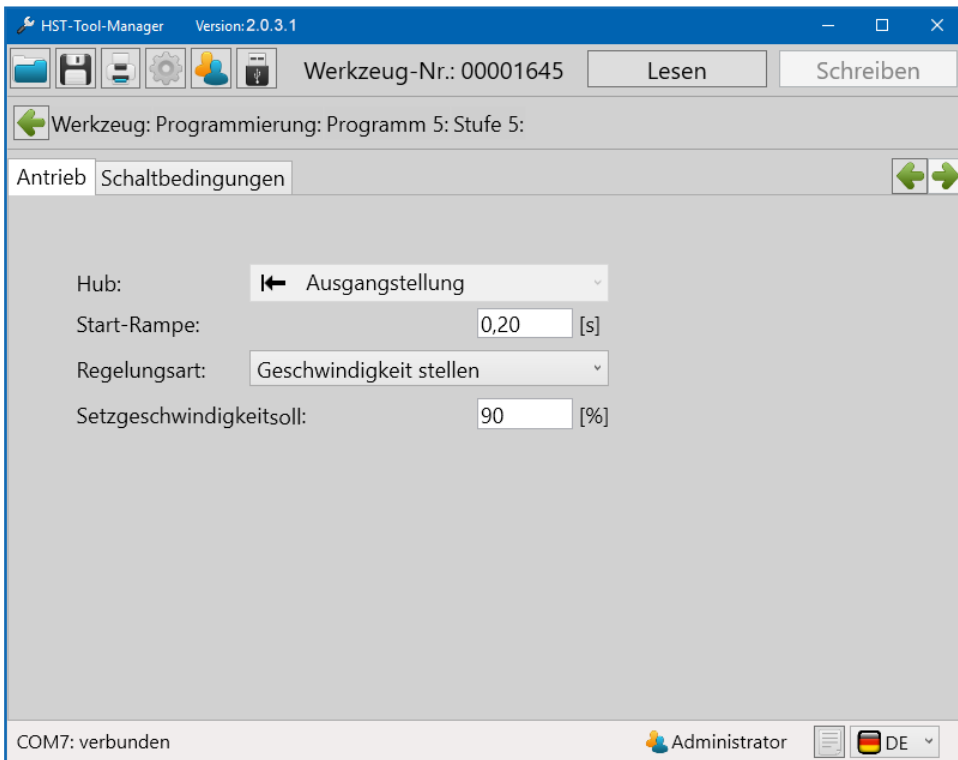 HST-Tool-Manager Version:2.0.3.1
Werkzeug-Nr.: 00001645 Lesen Schreiben
Werkzeug: Programmierung: Programm 5: Stufe 5:
Antrieb Schaltbedingungen
Hub: Ausgangstellung
Start-Rampe: 0,20 [s]
Regelungsart: Geschwindigkeit stellen
Setzgeschwindigkeitsoll: 90 [%]
COM7: verbunden Administrator DE